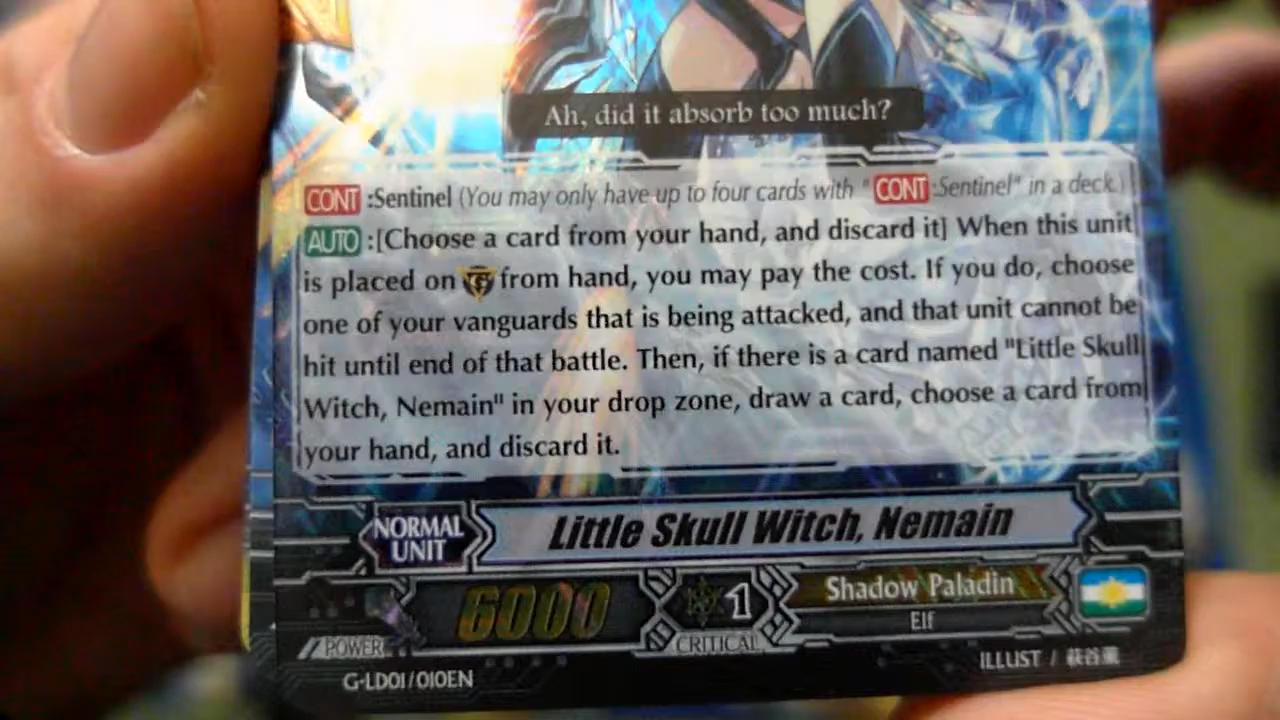 Ah, did it absorb too much?
CONT :Sentinel (You may only have up to four cards with "CONT:Sentinel" in a deck.)
AUTO :[Choose a card from your hand, and discard it] When this unit
is placed on G from hand, you may pay the cost. If you do, choose
one of your vanguards that is being attacked, and that unit cannot be
hit until end of that battle. Then, if there is a card named "Little Skull
Witch, Nemain" in your drop zone, draw a card, choose a card from
your hand, and discard it.
NORMAL
UNIT
Little Skull Witch, Nemain
6000
1
Shadow Paladin
Elf
POWER
CRITICAL
G-LD01/010EN
ILLUST / 萩谷薫